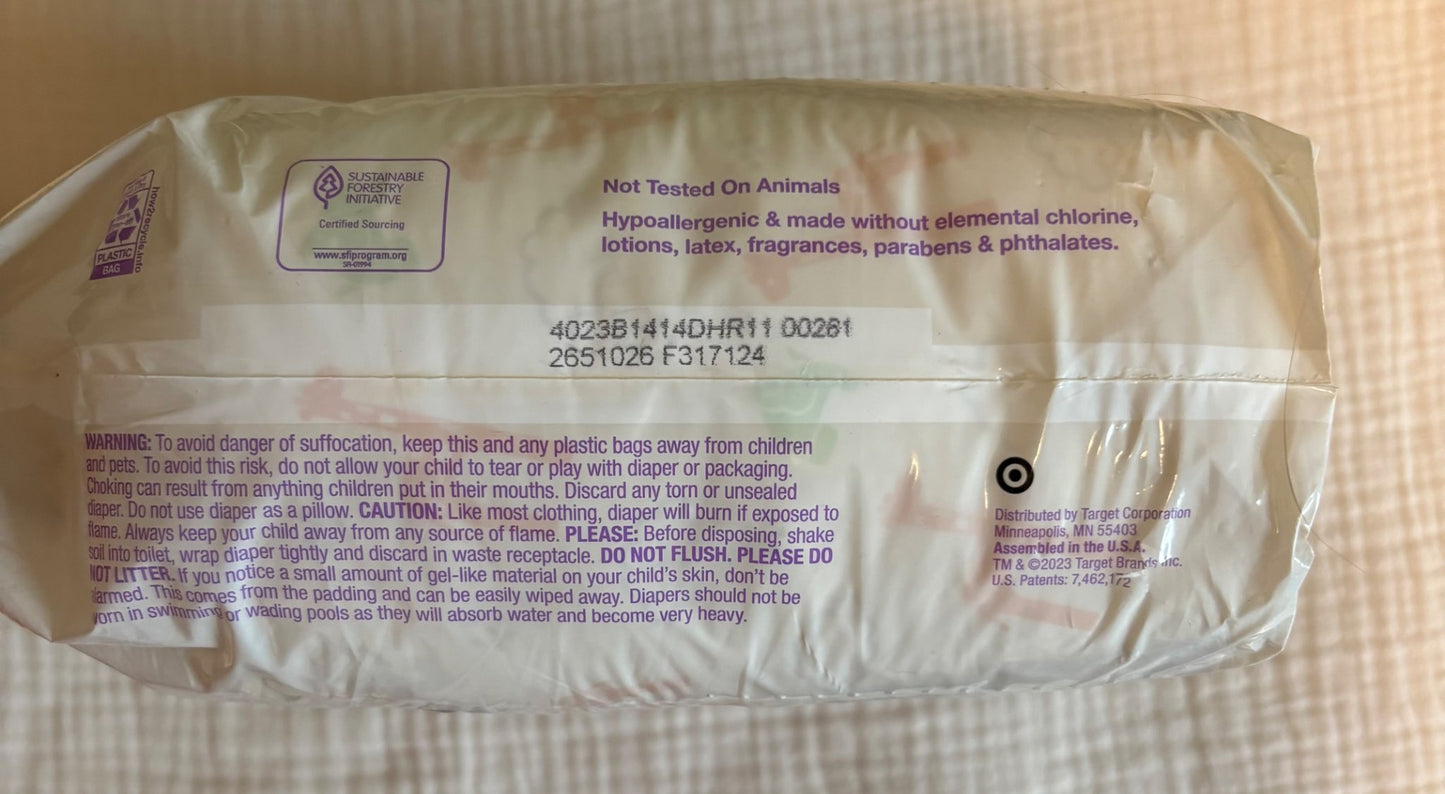 how2recycle.info
PLASTIC
BAG
SUSTAINABLE
FORESTRY
INITIATIVE
Certified Sourcing
www.sfiprogram.org
SFI-01994
Not Tested On Animals
Hypoallergenic & made without elemental chlorine,
lotions, latex, fragrances, parabens & phthalates.
4023B1414DHR11 00281
2651026 F317124
WARNING: To avoid danger of suffocation, keep this and any plastic bags away from children
and pets. To avoid this risk, do not allow your child to tear or play with diaper or packaging.
Choking can result from anything children put in their mouths. Discard any torn or unsealed
diaper. Do not use diaper as a pillow. CAUTION: Like most clothing, diaper will burn if exposed to
flame. Always keep your child away from any source of flame. PLEASE: Before disposing, shake
soil into toilet, wrap diaper tightly and discard in waste receptacle. DO NOT FLUSH. PLEASE DO
NOT LITTER. If you notice a small amount of gel-like material on your child's skin, don't be
alarmed. This comes from the padding and can be easily wiped away. Diapers should not be
worn in swimming or wading pools as they will absorb water and become very heavy.
Distributed by Target Corporation
Minneapolis, MN 55403
Assembled in the U.S.A.
TM & ©2023 Target Brands Inc.
U.S. Patents: 7,462,172